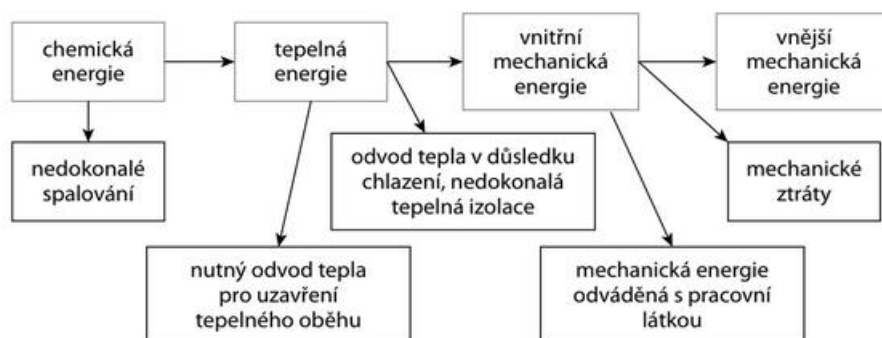 chemická
energie
tepelná
energie
vnitřní
mechanická
energie
vnější
mechanická
energie
nedokonalé
spalování
odvod tepla v důsledku
chlazení, nedokonalá
tepelná izolace
mechanické
ztráty
nutný odvod tepla
pro uzavření
tepelného oběhu
mechanická energie
odváděná s pracovní
látkou